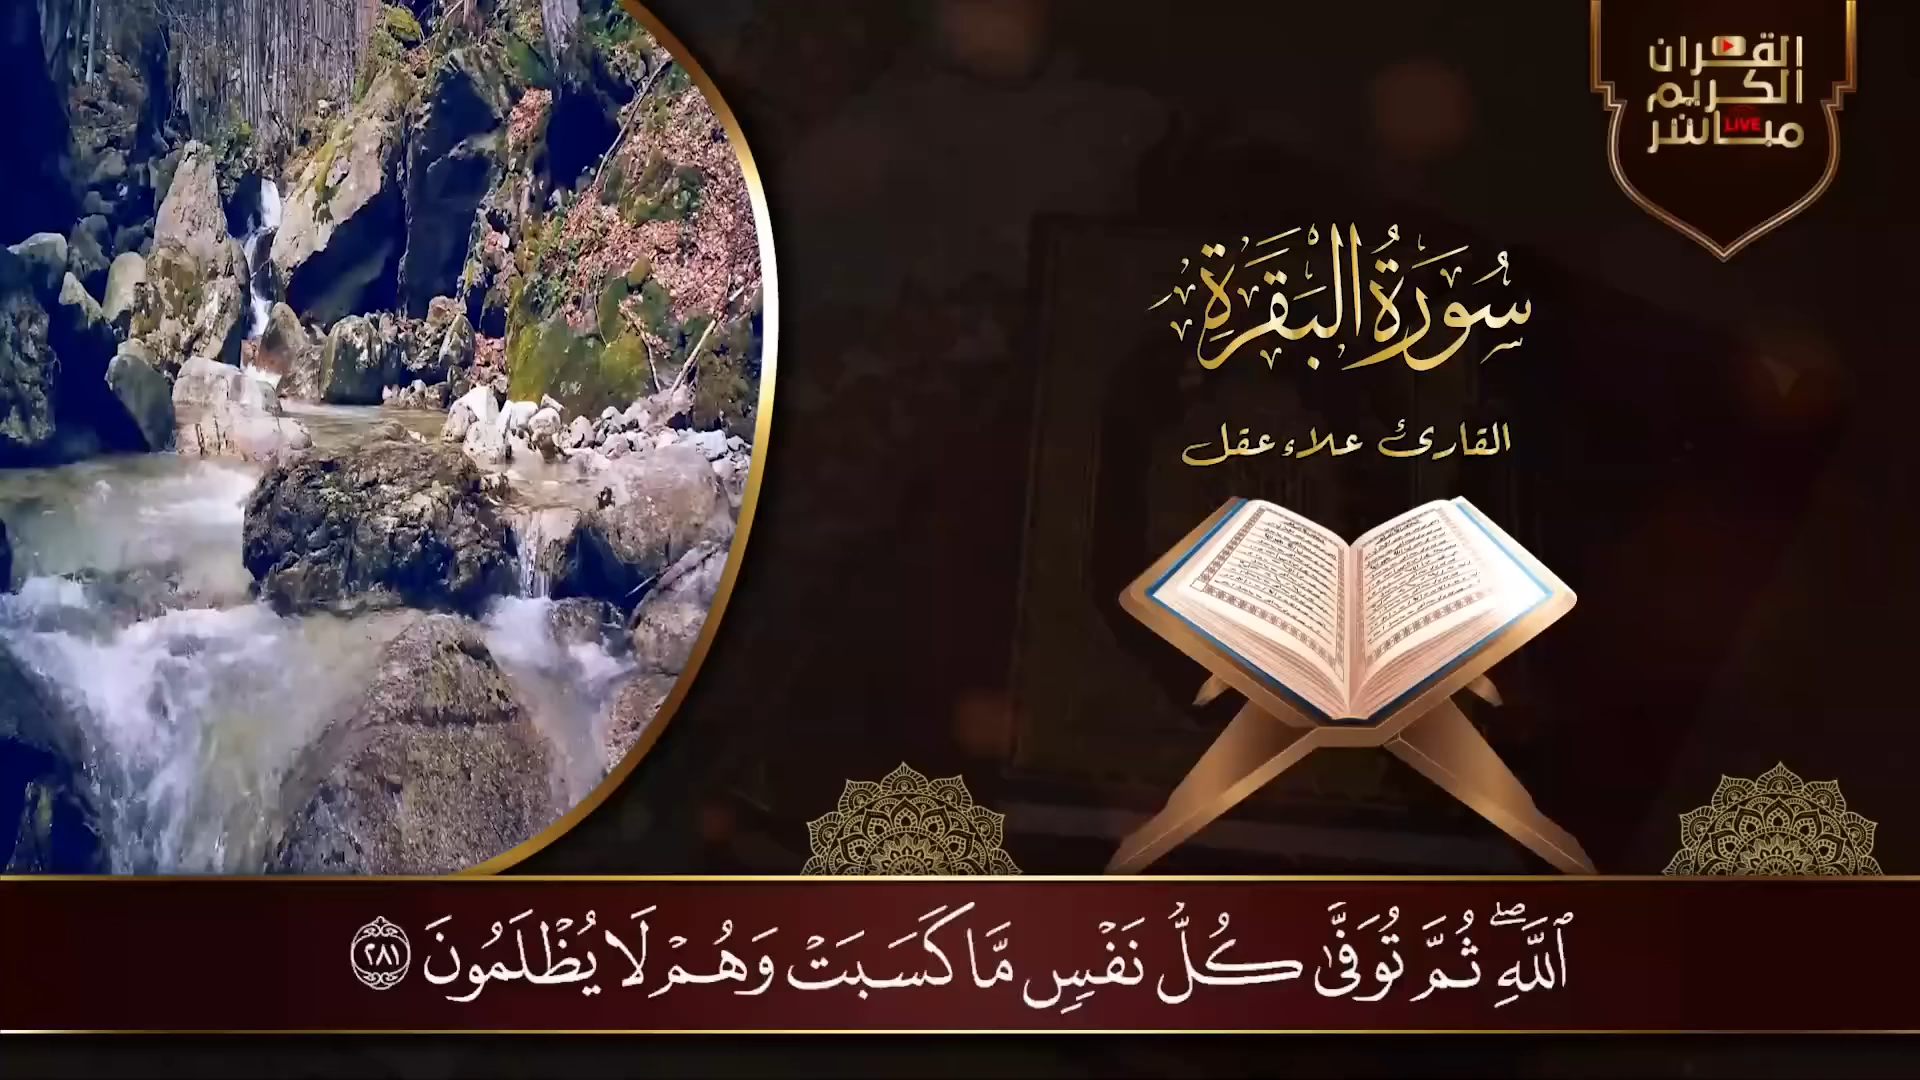 القرآن
الكريم
مباشر
LIVE
سُورَةُ البَقَرَةِ
القارئ علاء عقل
ٱللَّهِۖ ثُمَّ تُوَفَّىٰ كُلُّ نَفْسٍ مَّا كَسَبَتْ وَهُمْ لَا يُظْلَمُونَ ٢٨١